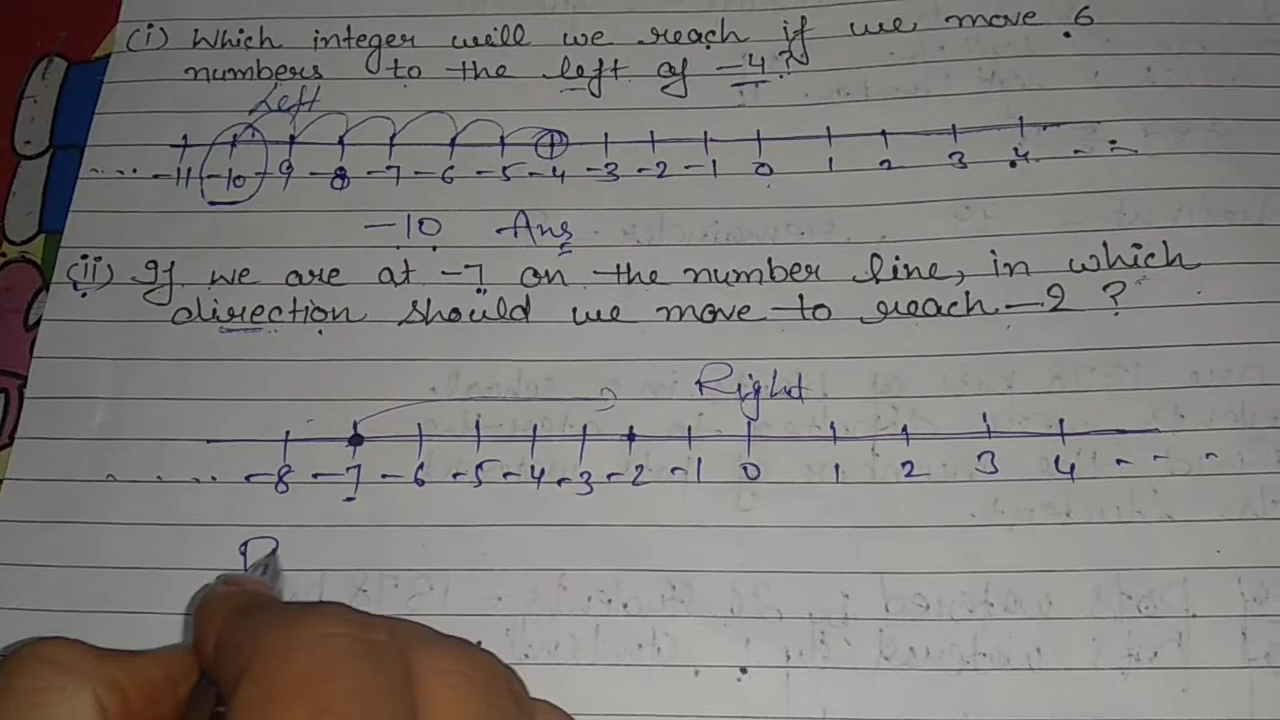 (i) Which integer will we reach if we move 6
numbers to the left of -4?
Left
.... -11 -10 -9 -8 -7 -6 -5 -4 -3 -2 -1 0 1 2 3 4 - - -
-10 Ans
(ii) If we are at -7 on the number line, in which
direction should we move to reach -2 ?
Right
...... -8 -7 -6 -5 -4 -3 -2 -1 0 1 2 3 4 - - -